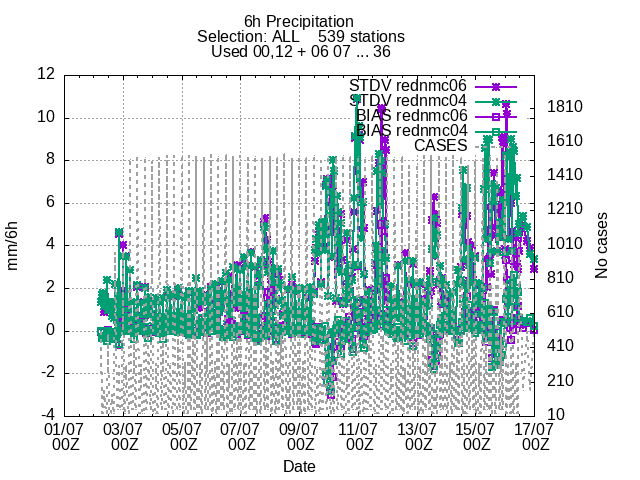 6h Precipitation
Selection: ALL 539 stations
Used 00,12 + 06 07 ... 36
STDV rednmc06
STDV rednmc04
BIAS rednmc06
BIAS rednmc04
CASES
12
10
8
6
4
2
0
-2
-4
mm/6h
1810
1610
1410
1210
1010
810
610
410
210
10
No cases
01/07 03/07 05/07 07/07 09/07 11/07 13/07 15/07 17/07
00Z 00Z 00Z 00Z 00Z 00Z 00Z 00Z 00Z
Date